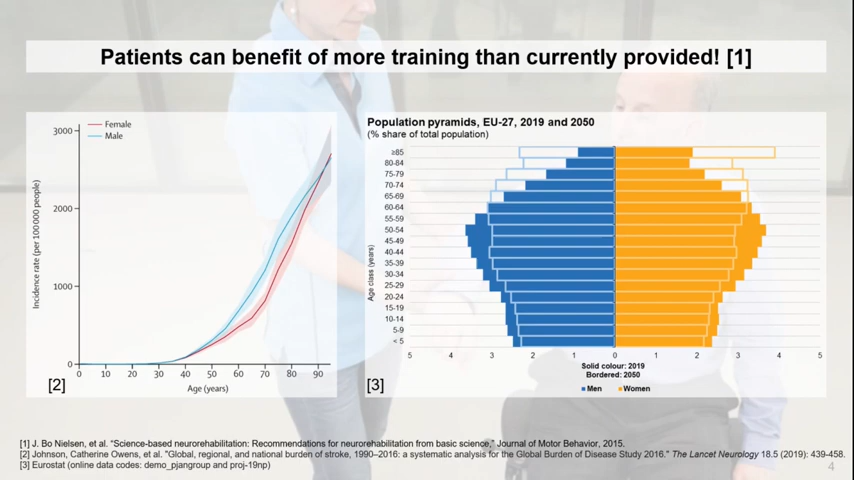 Patients can benefit of more training than currently provided! [1]
Female
Male
3000
2000
1000
0
0 10 20 30 40 50 60 70 80 90
Incidence rate (per 100 000 people)
Age (years)
[2]
Population pyramids, EU-27, 2019 and 2050
(% share of total population)
Age class (years)
≥85
80-84
75-79
70-74
65-69
60-64
55-59
50-54
45-49
40-44
35-39
30-34
25-29
20-24
15-19
10-14
5-9
< 5
5 4 3 2 1 0 1 2 3 4 5
Solid colour: 2019
Bordered: 2050
Men Women
[3]
[1] J. Bo Nielsen, et al. “Science-based neurorehabilitation: Recommendations for neurorehabilitation from basic science,” Journal of Motor Behavior, 2015.
[2] Johnson, Catherine Owens, et al. "Global, regional, and national burden of stroke, 1990–2016: a systematic analysis for the Global Burden of Disease Study 2016." The Lancet Neurology 18.5 (2019): 439-458.
[3] Eurostat (online data codes: demo_pjangroup and proj-19np)
4